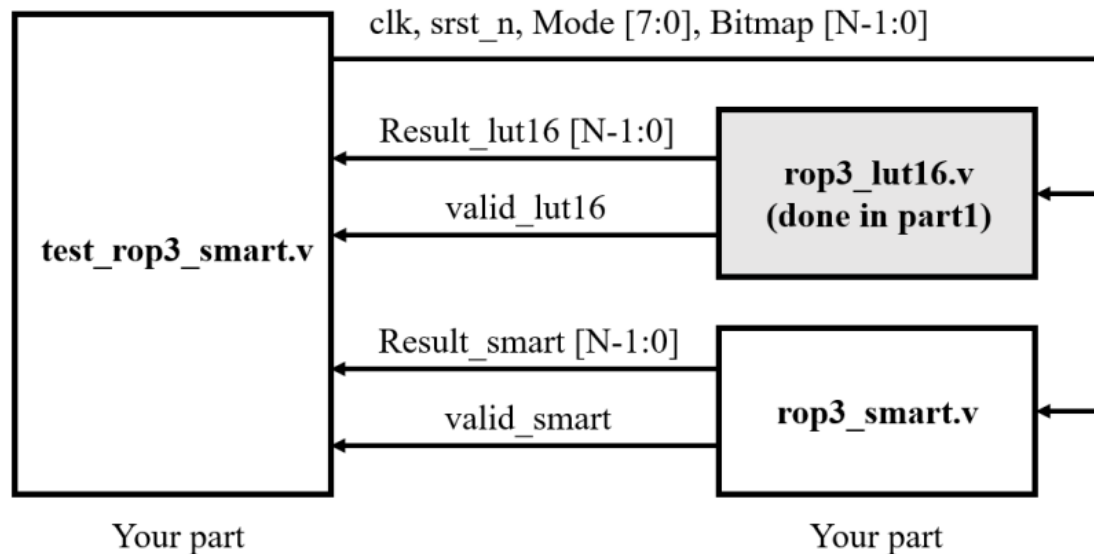 clk, srst_n, Mode [7:0], Bitmap [N-1:0]
Result_lut16 [N-1:0]
valid_lut16
rop3_lut16.v
(done in part1)
test_rop3_smart.v
Result_smart [N-1:0]
valid_smart
rop3_smart.v
Your part
Your part